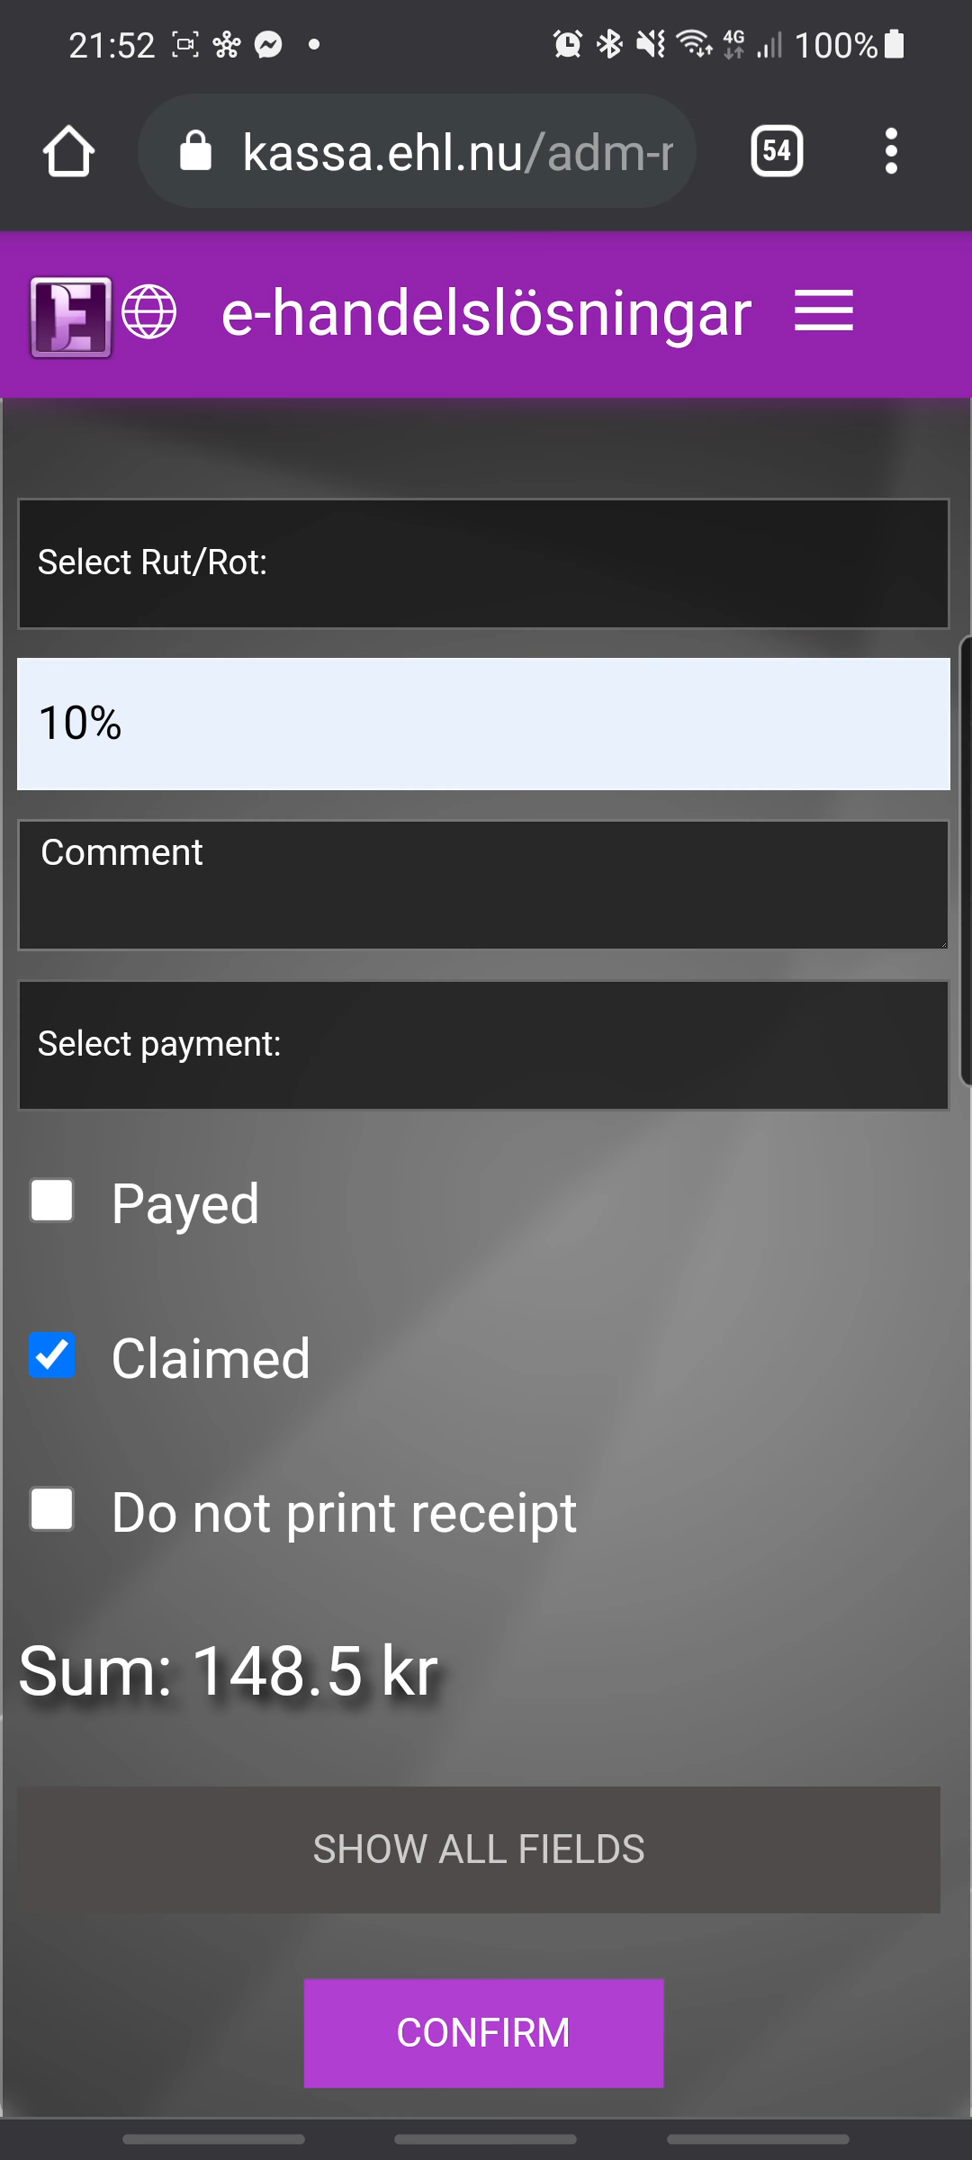 21:52
4G 100%
kassa.ehl.nu/adm-r
54
e-handelslösningar
Select Rut/Rot:
10%
Comment
Select payment:
Payed
Claimed
Do not print receipt
Sum: 148.5 kr
SHOW ALL FIELDS
CONFIRM